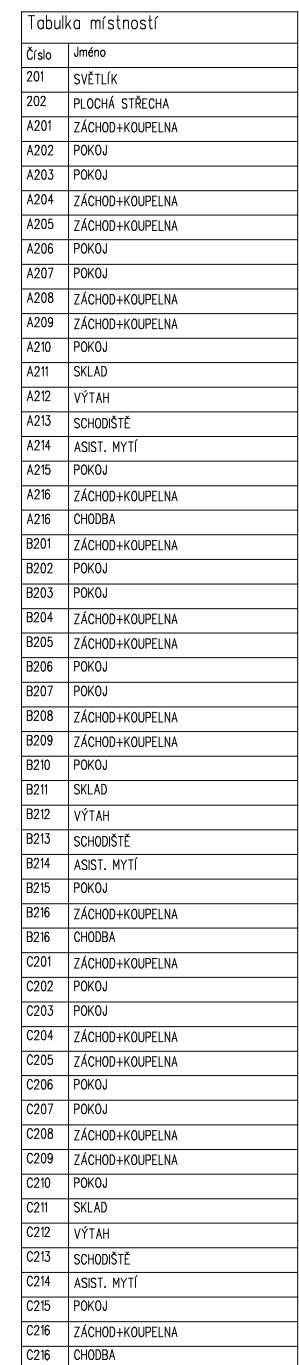 Tabulka místností
Číslo Jméno
201 SVĚTLÍK
202 PLOCHÁ STŘECHA
A201 ZÁCHOD+KOUPELNA
A202 POKOJ
A203 POKOJ
A204 ZÁCHOD+KOUPELNA
A205 ZÁCHOD+KOUPELNA
A206 POKOJ
A207 POKOJ
A208 ZÁCHOD+KOUPELNA
A209 ZÁCHOD+KOUPELNA
A210 POKOJ
A211 SKLAD
A212 VÝTAH
A213 SCHODIŠTĚ
A214 ASIST. MYTÍ
A215 POKOJ
A216 ZÁCHOD+KOUPELNA
A216 CHODBA
B201 ZÁCHOD+KOUPELNA
B202 POKOJ
B203 POKOJ
B204 ZÁCHOD+KOUPELNA
B205 ZÁCHOD+KOUPELNA
B206 POKOJ
B207 POKOJ
B208 ZÁCHOD+KOUPELNA
B209 ZÁCHOD+KOUPELNA
B210 POKOJ
B211 SKLAD
B212 VÝTAH
B213 SCHODIŠTĚ
B214 ASIST. MYTÍ
B215 POKOJ
B216 ZÁCHOD+KOUPELNA
B216 CHODBA
C201 ZÁCHOD+KOUPELNA
C202 POKOJ
C203 POKOJ
C204 ZÁCHOD+KOUPELNA
C205 ZÁCHOD+KOUPELNA
C206 POKOJ
C207 POKOJ
C208 ZÁCHOD+KOUPELNA
C209 ZÁCHOD+KOUPELNA
C210 POKOJ
C211 SKLAD
C212 VÝTAH
C213 SCHODIŠTĚ
C214 ASIST. MYTÍ
C215 POKOJ
C216 ZÁCHOD+KOUPELNA
C216 CHODBA